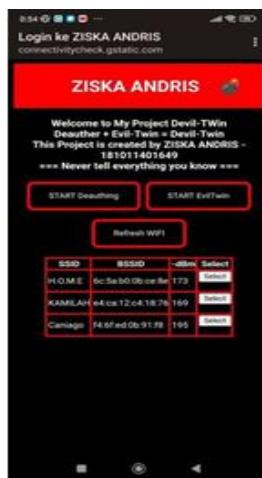 0:54
Login ke ZISKA ANDRIS
connectivitycheck.gstatic.com
ZISKA ANDRIS
Welcome to My Project Devil-TWin
Deauther + Evil-Twin = Devil-Twin
This Project is created by ZISKA ANDRIS -
181011401649
=== Never tell everything you know ===
START Deauthing START EvilTwin
Refresh WIFI
SSID BSSID -dBm Select
H.O.M.E 6c:5a:b0:0b:ce:8e 173 Select
KAMILAH e4:ca:12:c4:18:76 169 Select
Caniago f4:6f:ed:0b:91:f8 195 Select